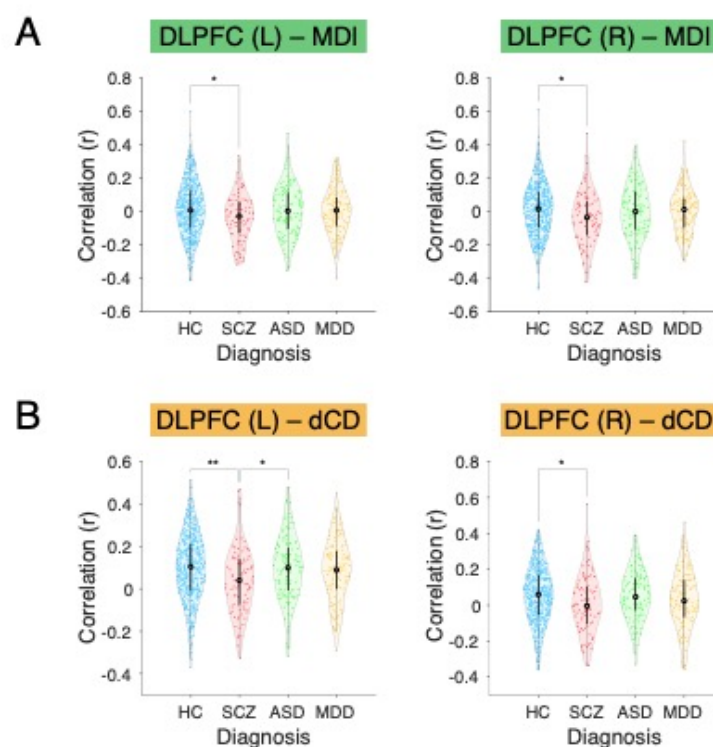 A
DLPFC (L) – MDl
DLPFC (R) – MDl
*
*
0.8
0.6
0.4
0.2
0
-0.2
-0.4
-0.6
Correlation (r)
HC SCZ ASD MDD
Diagnosis
0.8
0.6
0.4
0.2
0
-0.2
-0.4
-0.6
Correlation (r)
HC SCZ ASD MDD
Diagnosis
B
DLPFC (L) – dCD
DLPFC (R) – dCD
** *
*
0.6
0.4
0.2
0
-0.2
-0.4
Correlation (r)
HC SCZ ASD MDD
Diagnosis
0.8
0.6
0.4
0.2
0
-0.2
-0.4
Correlation (r)
HC SCZ ASD MDD
Diagnosis